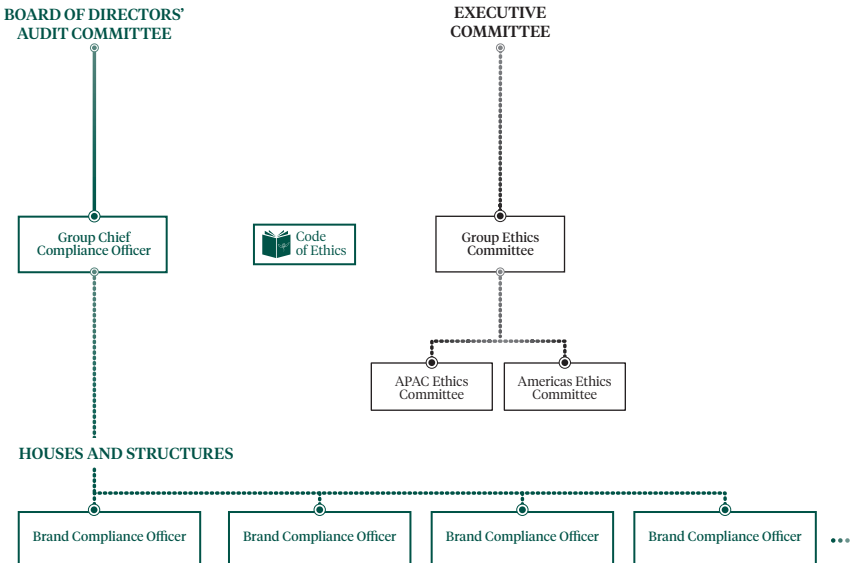 BOARD OF DIRECTORS’
AUDIT COMMITTEE
EXECUTIVE
COMMITTEE
Group Chief
Compliance Officer
Code
of Ethics
Group Ethics
Committee
APAC Ethics
Committee
Americas Ethics
Committee
HOUSES AND STRUCTURES
Brand Compliance Officer
Brand Compliance Officer
Brand Compliance Officer
Brand Compliance Officer